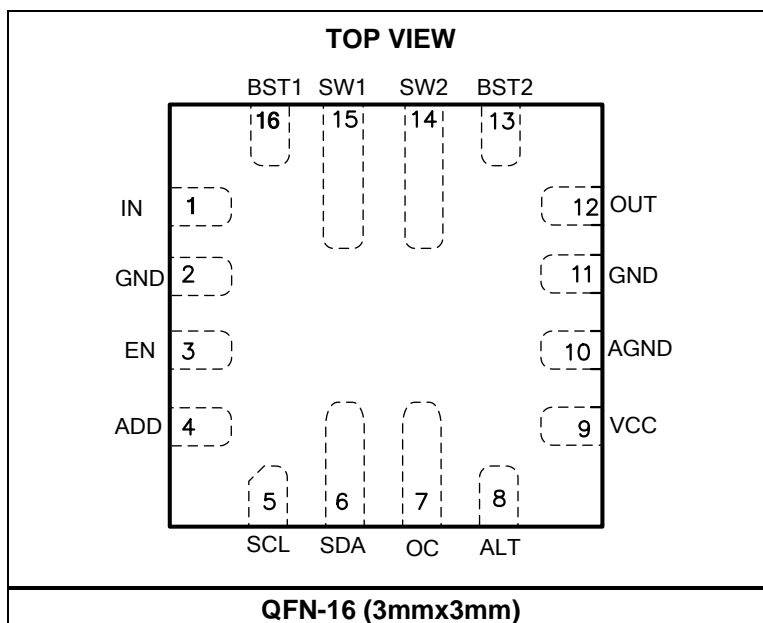 TOP VIEW
BST1 SW1 SW2 BST2
16 15 14 13
IN 1 12 OUT
GND 2 11 GND
EN 3 10 AGND
ADD 4 9 VCC
5 6 7 8
SCL SDA OC ALT
QFN-16 (3mmx3mm)